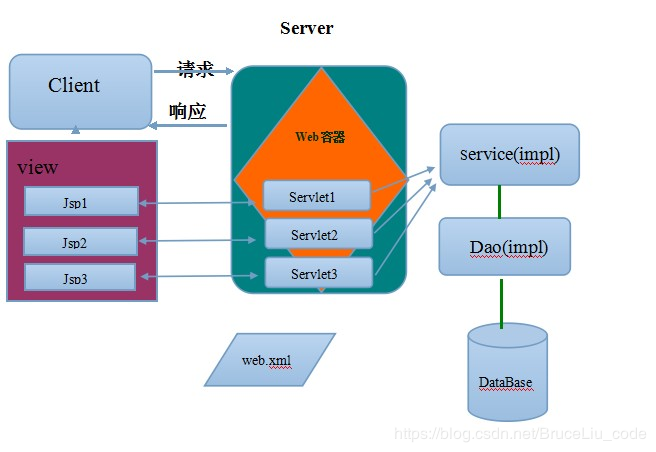 Server
Client
请求
响应
Web容器
view
Jsp1
Jsp2
Jsp3
Servlet1
Servlet2
Servlet3
service(impl)
Dao(impl)
DataBase
web.xml
https://blog.csdn.net/BruceLiu_code